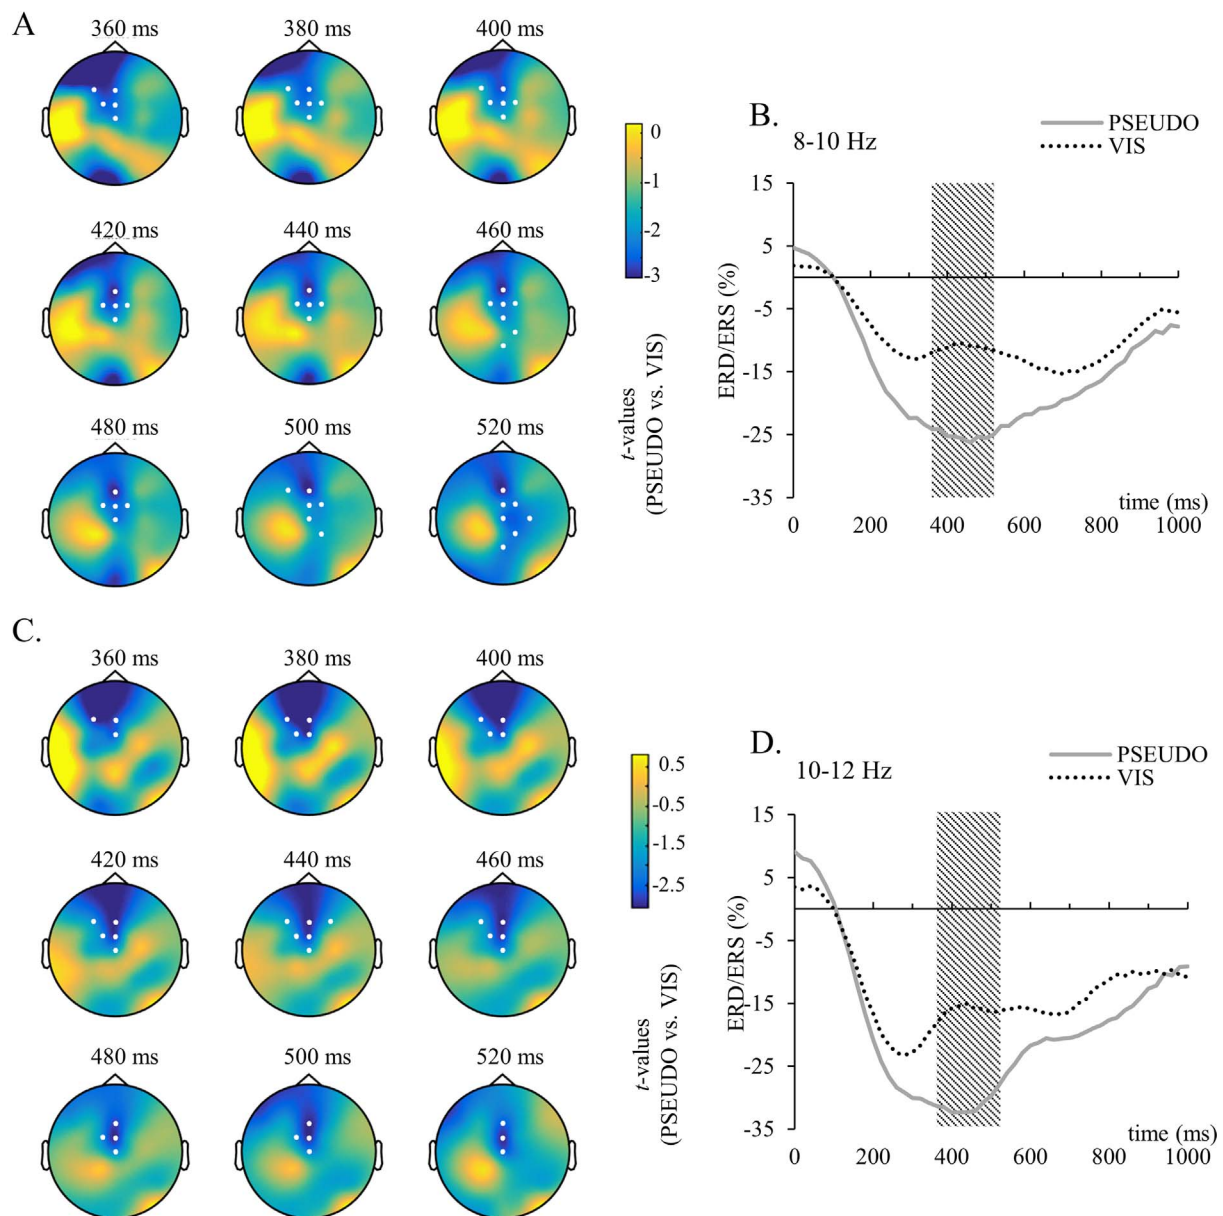 A
360 ms
380 ms
400 ms
420 ms
440 ms
460 ms
480 ms
500 ms
520 ms
0
-1
-2
-3
t-values
(PSEUDO vs. VIS)
B.
8-10 Hz
PSEUDO
VIS
15
5
-5
-15
-25
-35
ERD/ERS (%)
time (ms)
0 200 400 600 800 1000
C.
360 ms
380 ms
400 ms
420 ms
440 ms
460 ms
480 ms
500 ms
520 ms
0.5
-0.5
-1.5
-2.5
t-values
(PSEUDO vs. VIS)
D.
10-12 Hz
PSEUDO
VIS
15
5
-5
-15
-25
-35
ERD/ERS (%)
time (ms)
0 200 400 600 800 1000